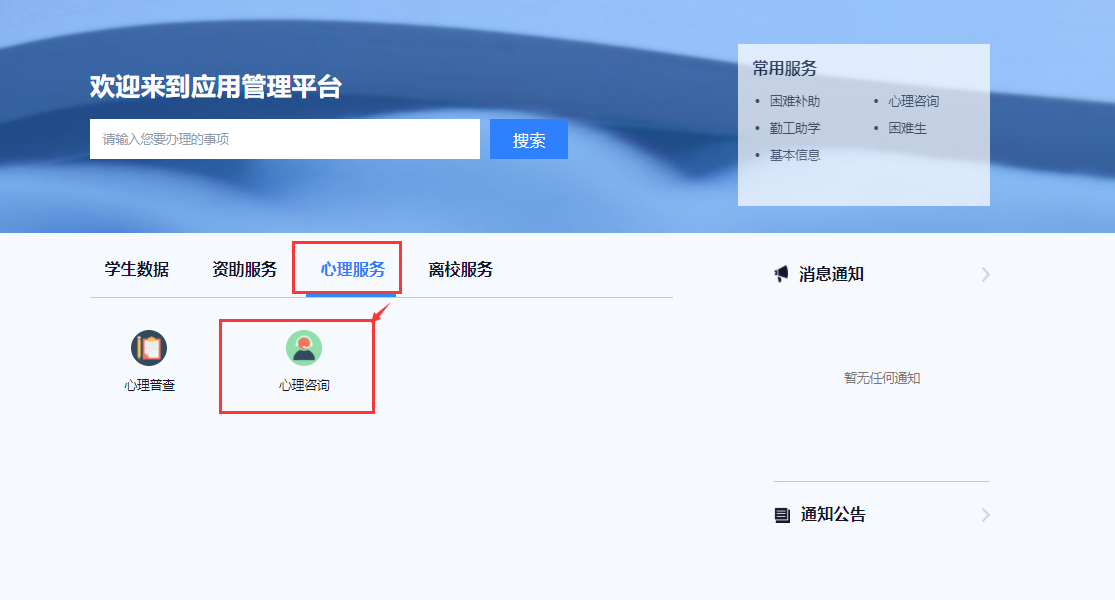 欢迎来到应用管理平台
请输入您要办理的事项
搜索
常用服务
• 困难补助
• 心理咨询
• 勤工助学
• 困难生
• 基本信息
学生数据 资助服务 心理服务 离校服务
心理普查 心理咨询
消息通知
暂无任何通知
通知公告